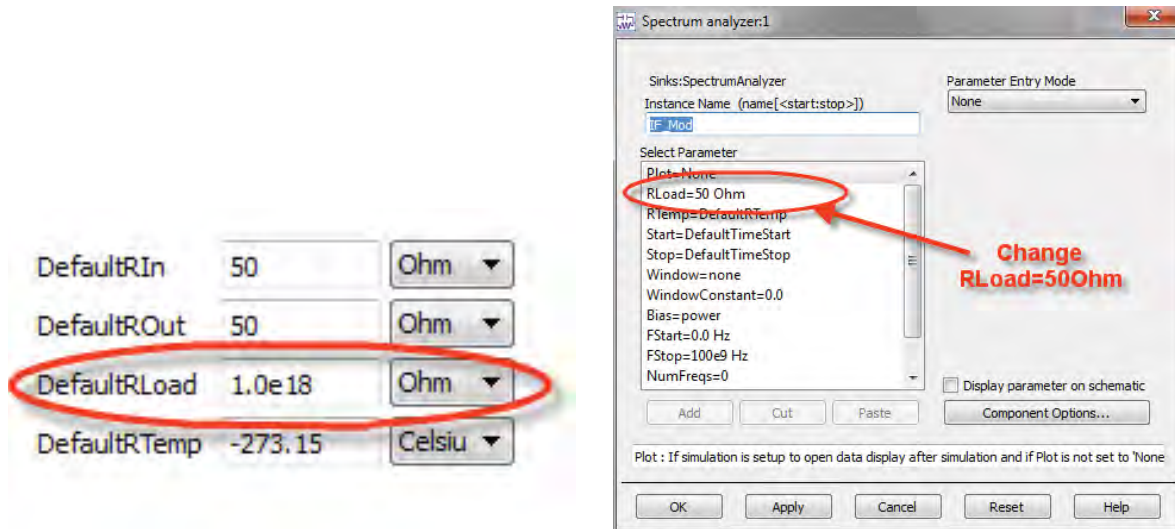 DefaultRIn 50 Ohm
DefaultROut 50 Ohm
DefaultRLoad 1.0e18 Ohm
DefaultRTemp -273.15 Celsiu
Spectrum analyzer:1
Sinks:SpectrumAnalyzer
Instance Name (name[<start:stop>])
IF_Mod
Parameter Entry Mode
None
Select Parameter
Plot=None
RLoad=50 Ohm
RTemp=DefaultRTemp
Start=DefaultTimeStart
Stop=DefaultTimeStop
Window=none
WindowConstant=0.0
Bias=power
FStart=0.0 Hz
FStop=100e9 Hz
NumFreqs=0
Change
RLoad=50Ohm
Add Cut Paste
Display parameter on schematic
Component Options...
Plot : If simulation is setup to open data display after simulation and if Plot is not set to 'None
OK Apply Cancel Reset Help